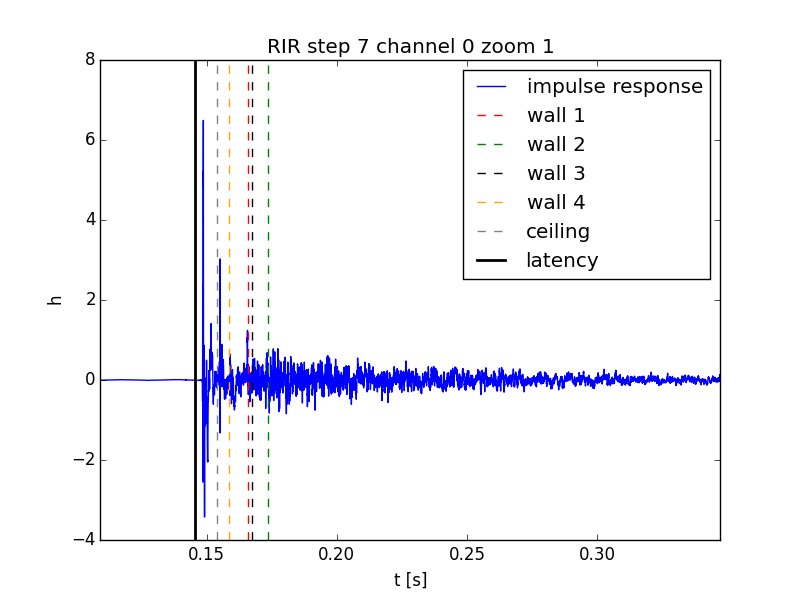 RIR step 7 channel 0 zoom 1
8
6
4
2
0
−2
−4
h
impulse response
wall 1
wall 2
wall 3
wall 4
ceiling
latency
0.15
0.20
0.25
0.30
t [s]